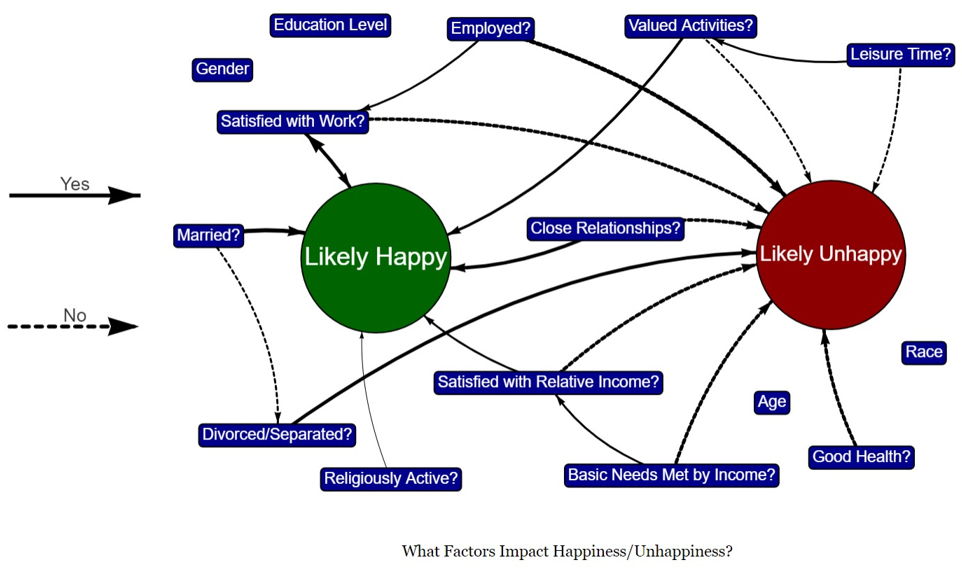 Education Level
Employed?
Valued Activities?
Leisure Time?
Gender
Satisfied with Work?
Yes
Married?
Close Relationships?
Likely Happy
Likely Unhappy
No
Race
Satisfied with Relative Income?
Age
Divorced/Separated?
Good Health?
Religiously Active?
Basic Needs Met by Income?
What Factors Impact Happiness/Unhappiness?